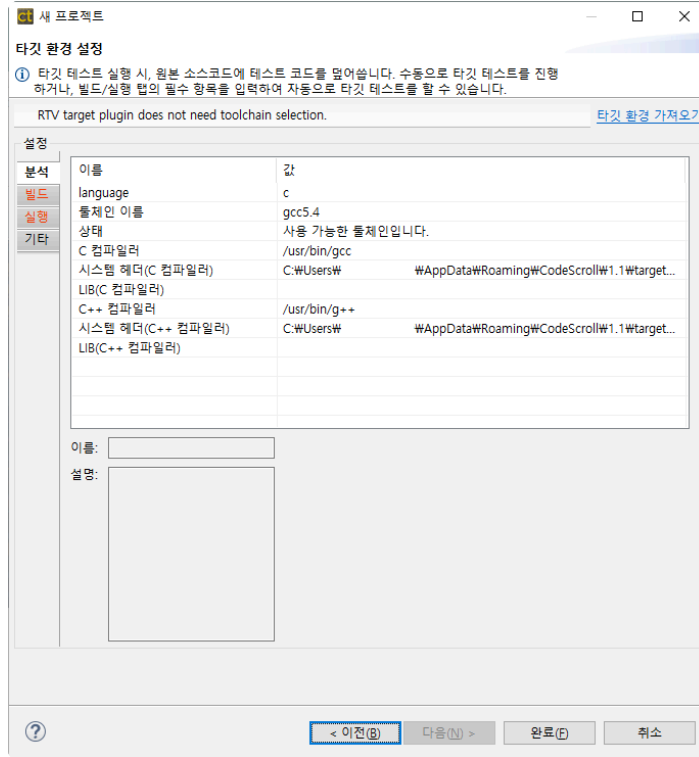 ct 새 프로젝트
타깃 환경 설정
타깃 테스트 실행 시, 원본 소스코드에 테스트 코드를 덮어씁니다. 수동으로 타깃 테스트를 진행
하거나, 빌드/실행 탭의 필수 항목을 입력하여 자동으로 타깃 테스트를 할 수 있습니다.
RTV target plugin does not need toolchain selection. 타깃 환경 가져오기
설정
분석
빌드
실행
기타
이름 값
language c
툴체인 이름 gcc5.4
상태 사용 가능한 툴체인입니다.
C 컴파일러 /usr/bin/gcc
시스템 헤더(C 컴파일러) C:₩Users₩ ₩AppData₩Roaming₩CodeScroll₩1.1₩target...
LIB(C 컴파일러)
C++ 컴파일러 /usr/bin/g++
시스템 헤더(C++ 컴파일러) C:₩Users₩ ₩AppData₩Roaming₩CodeScroll₩1.1₩target...
LIB(C++ 컴파일러)
이름:
설명:
? < 이전(B) 다음(N) > 완료(F) 취소